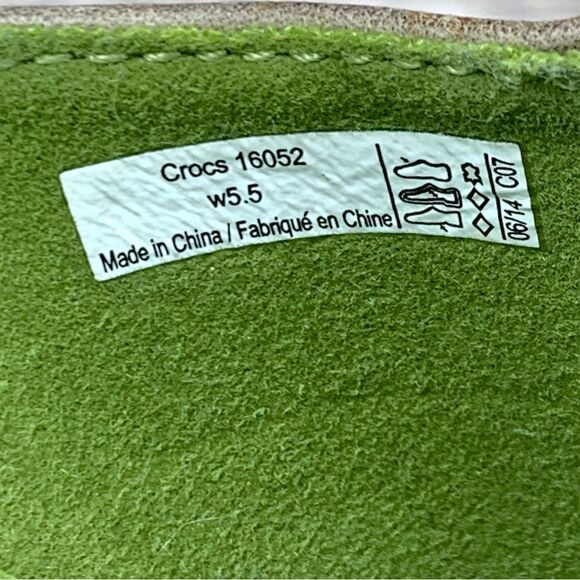 Crocs 16052
w5.5
Made in China / Fabriqué en Chine
06/14 C07